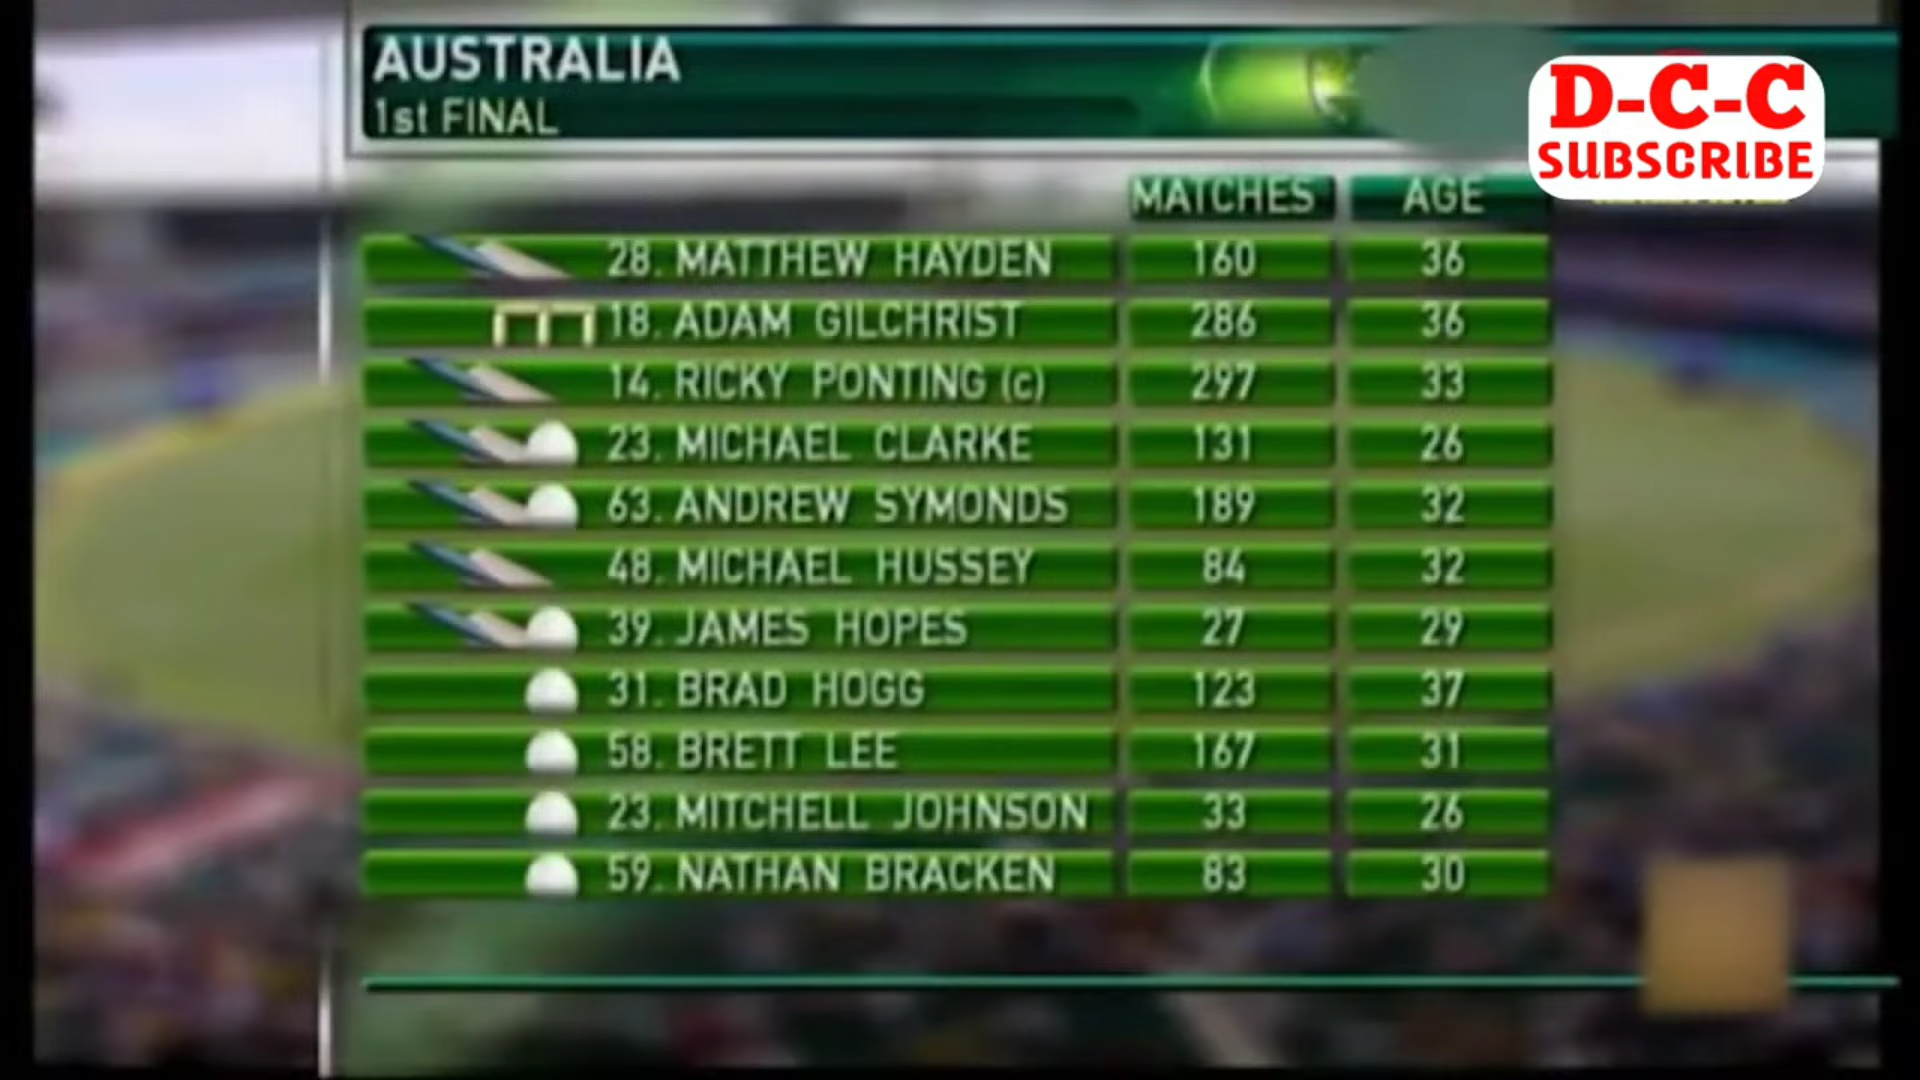 AUSTRALIA
1st FINAL
D-C-C
SUBSCRIBE
MATCHES AGE
28. MATTHEW HAYDEN 160 36
18. ADAM GILCHRIST 286 36
14. RICKY PONTING (c) 297 33
23. MICHAEL CLARKE 131 26
63. ANDREW SYMONDS 189 32
48. MICHAEL HUSSEY 84 32
39. JAMES HOPES 27 29
31. BRAD HOGG 123 37
58. BRETT LEE 167 31
23. MITCHELL JOHNSON 33 26
59. NATHAN BRACKEN 83 30